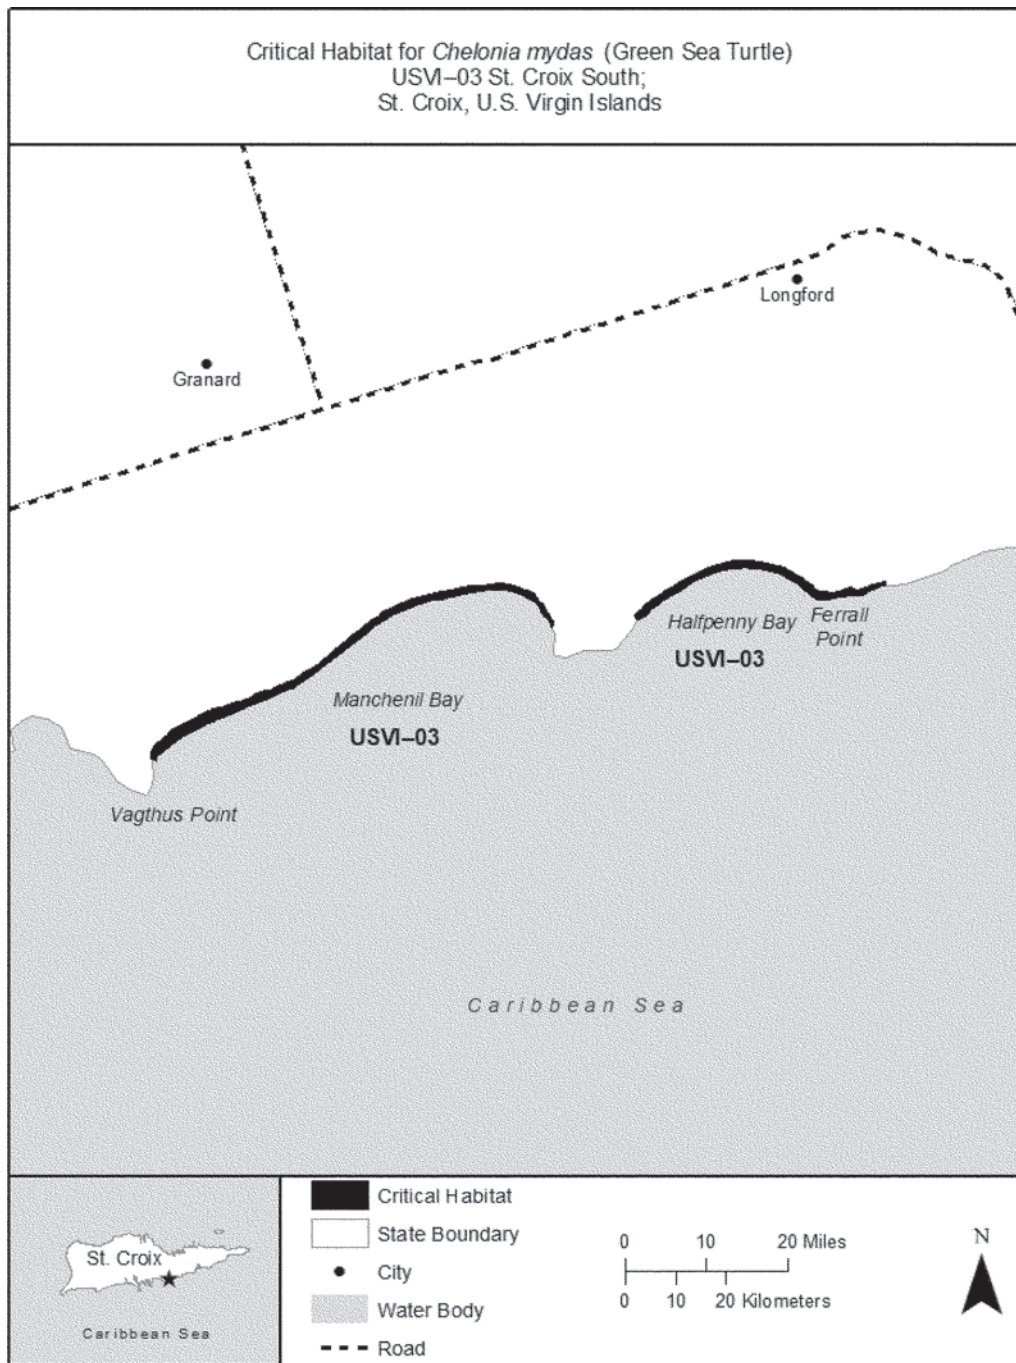 Critical Habitat for Chelonia mydas (Green Sea Turtle)
USVI–03 St. Croix South;
St. Croix, U.S. Virgin Islands
Longford
Granard
Halfpenny Bay
Ferrall
Point
USVI–03
Manchenil Bay
USVI–03
Vagthus Point
Caribbean Sea
St. Croix
Caribbean Sea
Critical Habitat
State Boundary
City
Water Body
Road
0 10 20 Miles
0 10 20 Kilometers
N